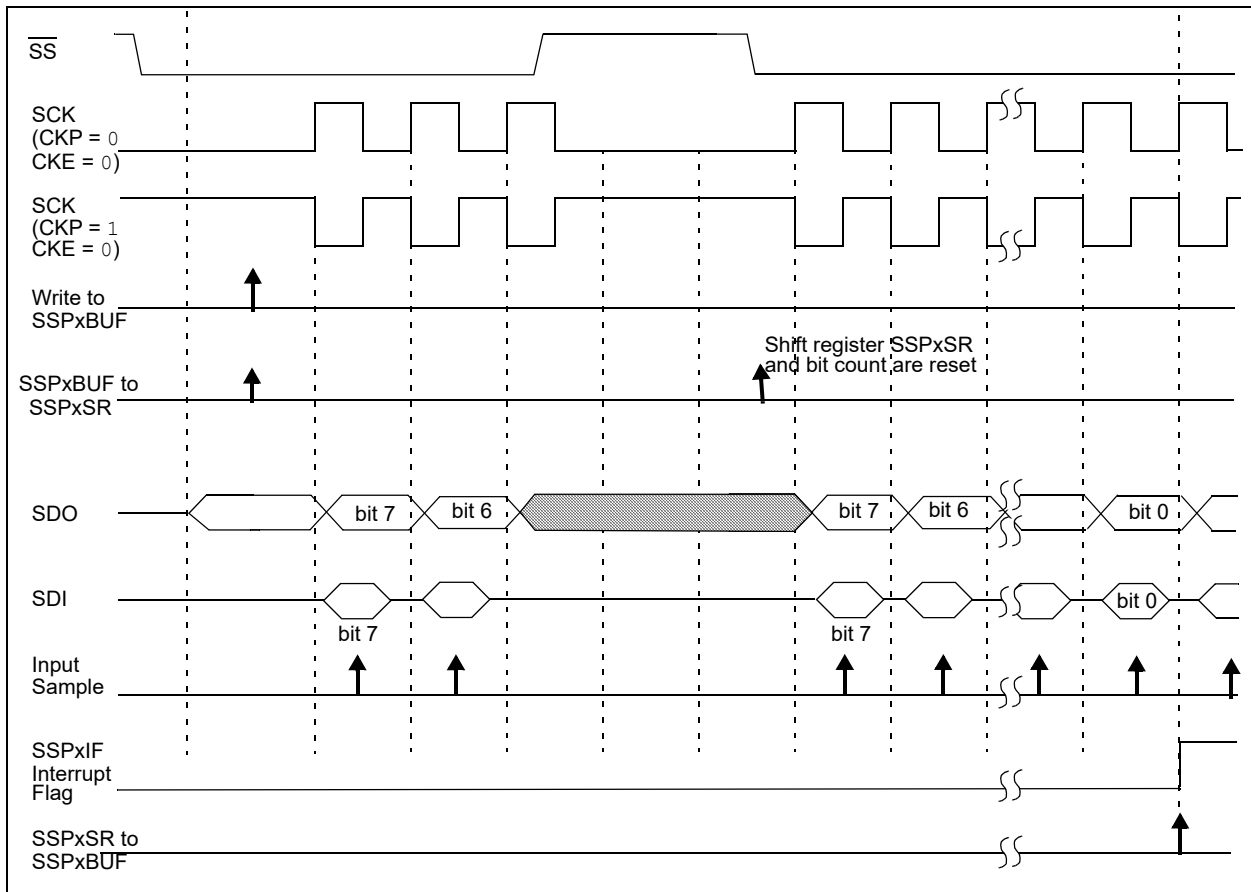 SS
SCK
(CKP = 0
CKE = 0)
SCK
(CKP = 1
CKE = 0)
Write to
SSPxBUF
Shift register SSPxSR
and bit count are reset
SSPxBUF to
SSPxSR
SDO
bit 7
bit 6
bit 7
bit 6
bit 0
SDI
bit 7
bit 7
bit 0
Input
Sample
SSPxIF
Interrupt
Flag
SSPxSR to
SSPxBUF